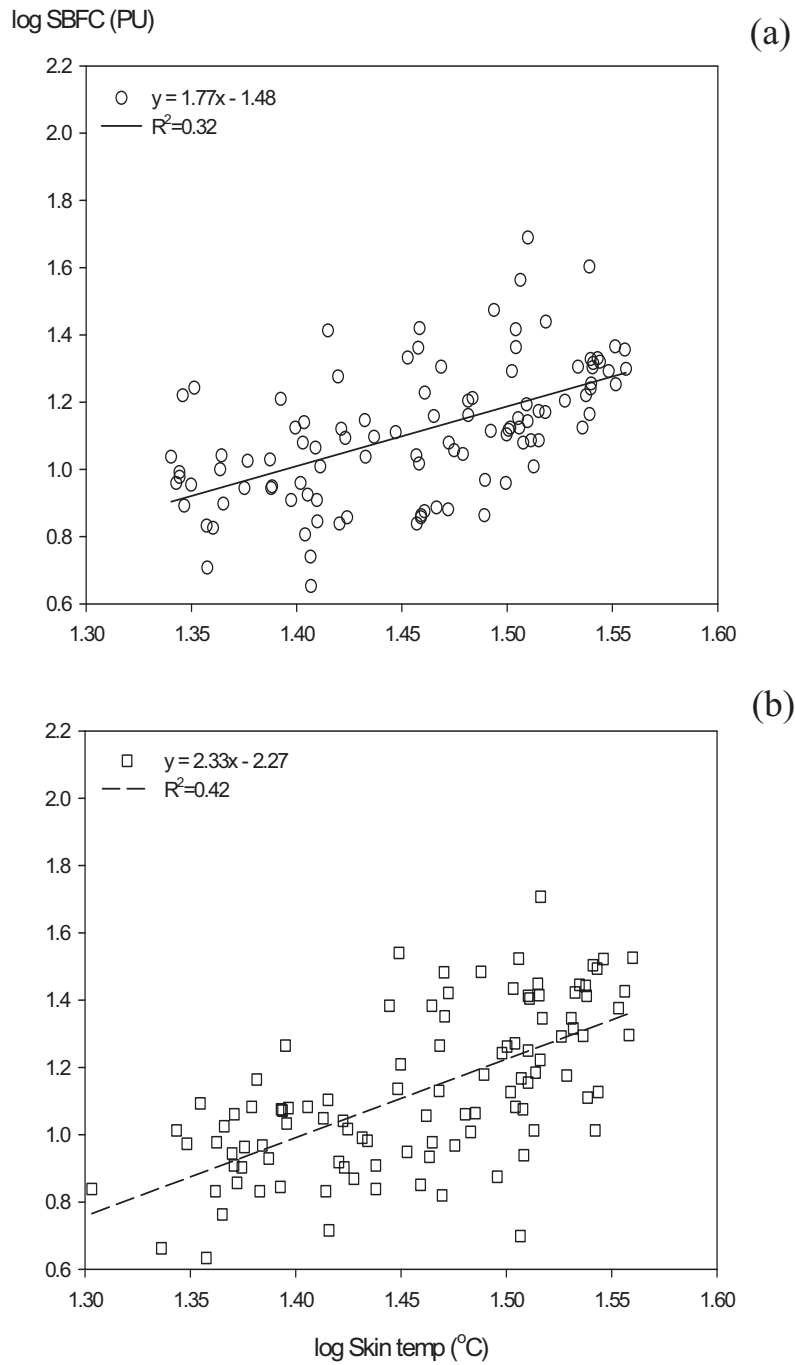 log SBFC (PU)
(a)
2.2
y = 1.77x - 1.48
R²=0.32
2.0
1.8
1.6
1.4
1.2
1.0
0.8
0.6
1.30 1.35 1.40 1.45 1.50 1.55 1.60
(b)
2.2
y = 2.33x - 2.27
R²=0.42
2.0
1.8
1.6
1.4
1.2
1.0
0.8
0.6
1.30 1.35 1.40 1.45 1.50 1.55 1.60
log Skin temp (°C)